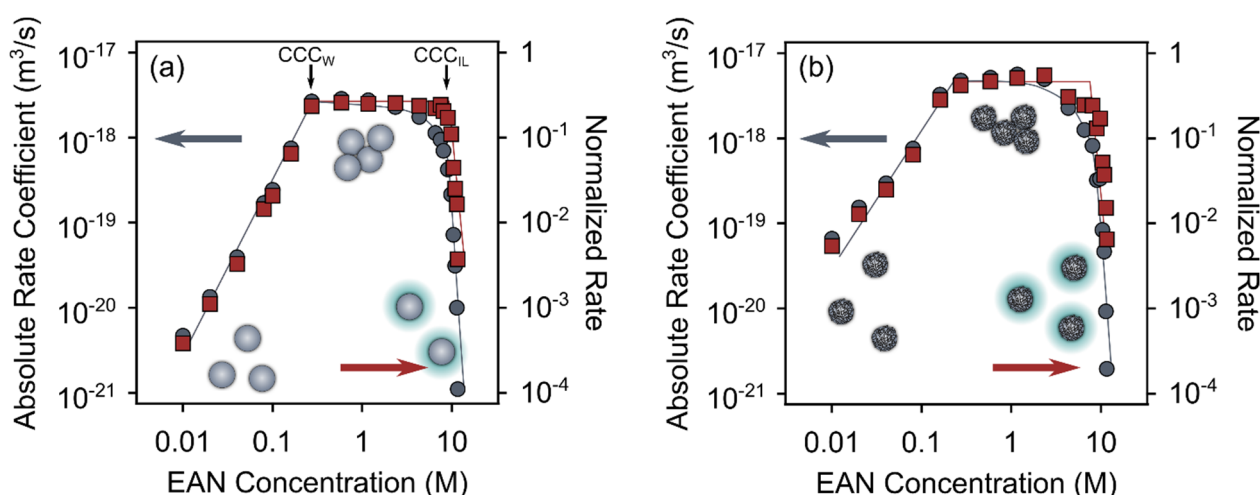 (a)
CCC_W
CCC_IL
Absolute Rate Coefficient (m³/s)
10⁻¹⁷
10⁻¹⁸
10⁻¹⁹
10⁻²⁰
10⁻²¹
1
10⁻¹
10⁻²
10⁻³
10⁻⁴
Normalized Rate
0.01
0.1
1
10
EAN Concentration (M)
(b)
Absolute Rate Coefficient (m³/s)
10⁻¹⁷
10⁻¹⁸
10⁻¹⁹
10⁻²⁰
10⁻²¹
1
10⁻¹
10⁻²
10⁻³
10⁻⁴
Normalized Rate
0.01
0.1
1
10
EAN Concentration (M)